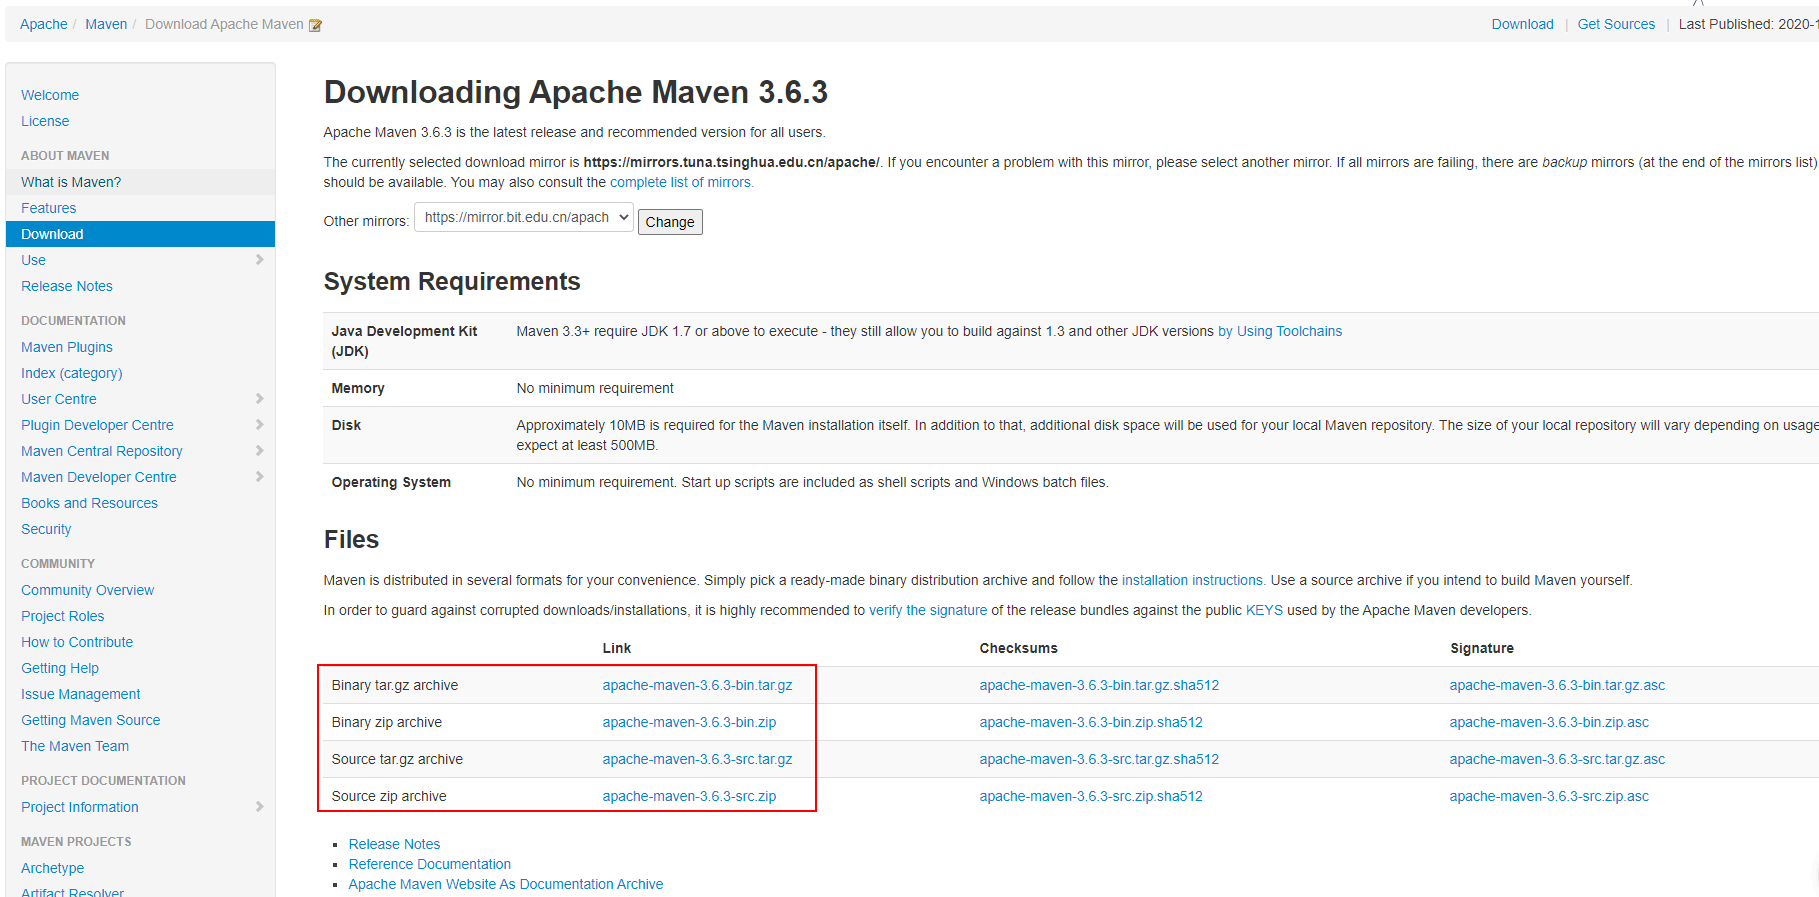 Apache / Maven / Download Apache Maven
Download | Get Sources | Last Published: 2020-1
Welcome
License
ABOUT MAVEN
What is Maven?
Features
Download
Use
Release Notes
DOCUMENTATION
Maven Plugins
Index (category)
User Centre
Plugin Developer Centre
Maven Central Repository
Maven Developer Centre
Books and Resources
Security
COMMUNITY
Community Overview
Project Roles
How to Contribute
Getting Help
Issue Management
Getting Maven Source
The Maven Team
PROJECT DOCUMENTATION
Project Information
MAVEN PROJECTS
Archetype
Artifact Resolver
Downloading Apache Maven 3.6.3
Apache Maven 3.6.3 is the latest release and recommended version for all users.
The currently selected download mirror is https://mirrors.tuna.tsinghua.edu.cn/apache/. If you encounter a problem with this mirror, please select another mirror. If all mirrors are failing, there are backup mirrors (at the end of the mirrors list)
should be available. You may also consult the complete list of mirrors.
Other mirrors: https://mirror.bit.edu.cn/apach Change
System Requirements
Java Development Kit Maven 3.3+ require JDK 1.7 or above to execute - they still allow you to build against 1.3 and other JDK versions by Using Toolchains
(JDK)
Memory No minimum requirement
Disk Approximately 10MB is required for the Maven installation itself. In addition to that, additional disk space will be used for your local Maven repository. The size of your local repository will vary depending on usage
expect at least 500MB.
Operating System No minimum requirement. Start up scripts are included as shell scripts and Windows batch files.
Files
Maven is distributed in several formats for your convenience. Simply pick a ready-made binary distribution archive and follow the installation instructions. Use a source archive if you intend to build Maven yourself.
In order to guard against corrupted downloads/installations, it is highly recommended to verify the signature of the release bundles against the public KEYS used by the Apache Maven developers.
Link Checksums Signature
Binary tar.gz archive apache-maven-3.6.3-bin.tar.gz apache-maven-3.6.3-bin.tar.gz.sha512 apache-maven-3.6.3-bin.tar.gz.asc
Binary zip archive apache-maven-3.6.3-bin.zip apache-maven-3.6.3-bin.zip.sha512 apache-maven-3.6.3-bin.zip.asc
Source tar.gz archive apache-maven-3.6.3-src.tar.gz apache-maven-3.6.3-src.tar.gz.sha512 apache-maven-3.6.3-src.tar.gz.asc
Source zip archive apache-maven-3.6.3-src.zip apache-maven-3.6.3-src.zip.sha512 apache-maven-3.6.3-src.zip.asc
Release Notes
Reference Documentation
Apache Maven Website As Documentation Archive